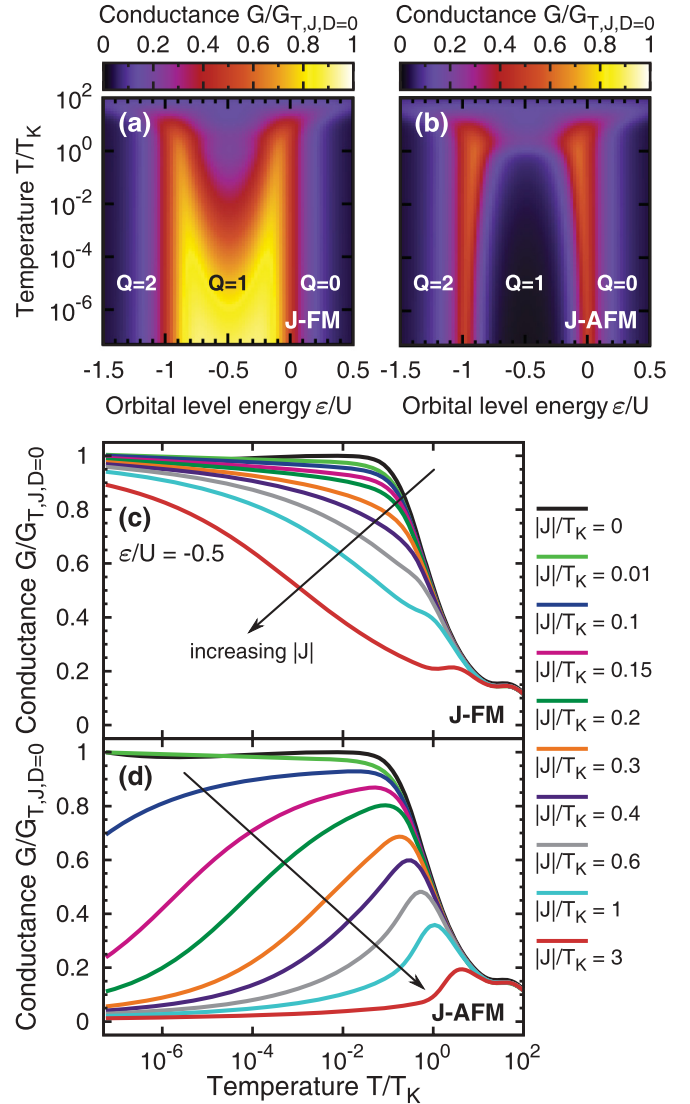 Conductance G/G_T,J,D=0
Conductance G/G_T,J,D=0
0 0.2 0.4 0.6 0.8 1
0 0.2 0.4 0.6 0.8 1
Temperature T/T_K
10^2
10^0
10^-2
10^-4
10^-6
(a)
Q=2
Q=1
Q=0
J-FM
(b)
Q=2
Q=1
Q=0
J-AFM
-1.5 -1 -0.5 0 0.5
-1.5 -1 -0.5 0 0.5
Orbital level energy ε/U
Orbital level energy ε/U
Conductance G/G_T,J,D=0
1
0.8
0.6
0.4
0.2
0
(c)
ε/U = -0.5
increasing |J|
J-FM
Conductance G/G_T,J,D=0
1
0.8
0.6
0.4
0.2
0
(d)
J-AFM
10^-6 10^-4 10^-2 10^0 10^2
Temperature T/T_K
|J|/T_K = 0
|J|/T_K = 0.01
|J|/T_K = 0.1
|J|/T_K = 0.15
|J|/T_K = 0.2
|J|/T_K = 0.3
|J|/T_K = 0.4
|J|/T_K = 0.6
|J|/T_K = 1
|J|/T_K = 3